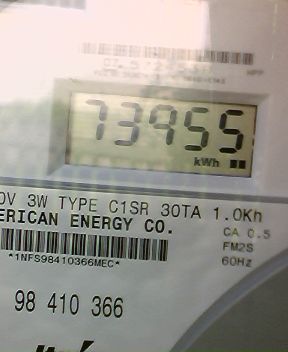 73955
kWh
0V 3W TYPE C1SR 30TA 1.0Kh
ERICAN ENERGY CO.
CA 0.5
FM2S
*1NFS98410366MEC*
60Hz
98 410 366